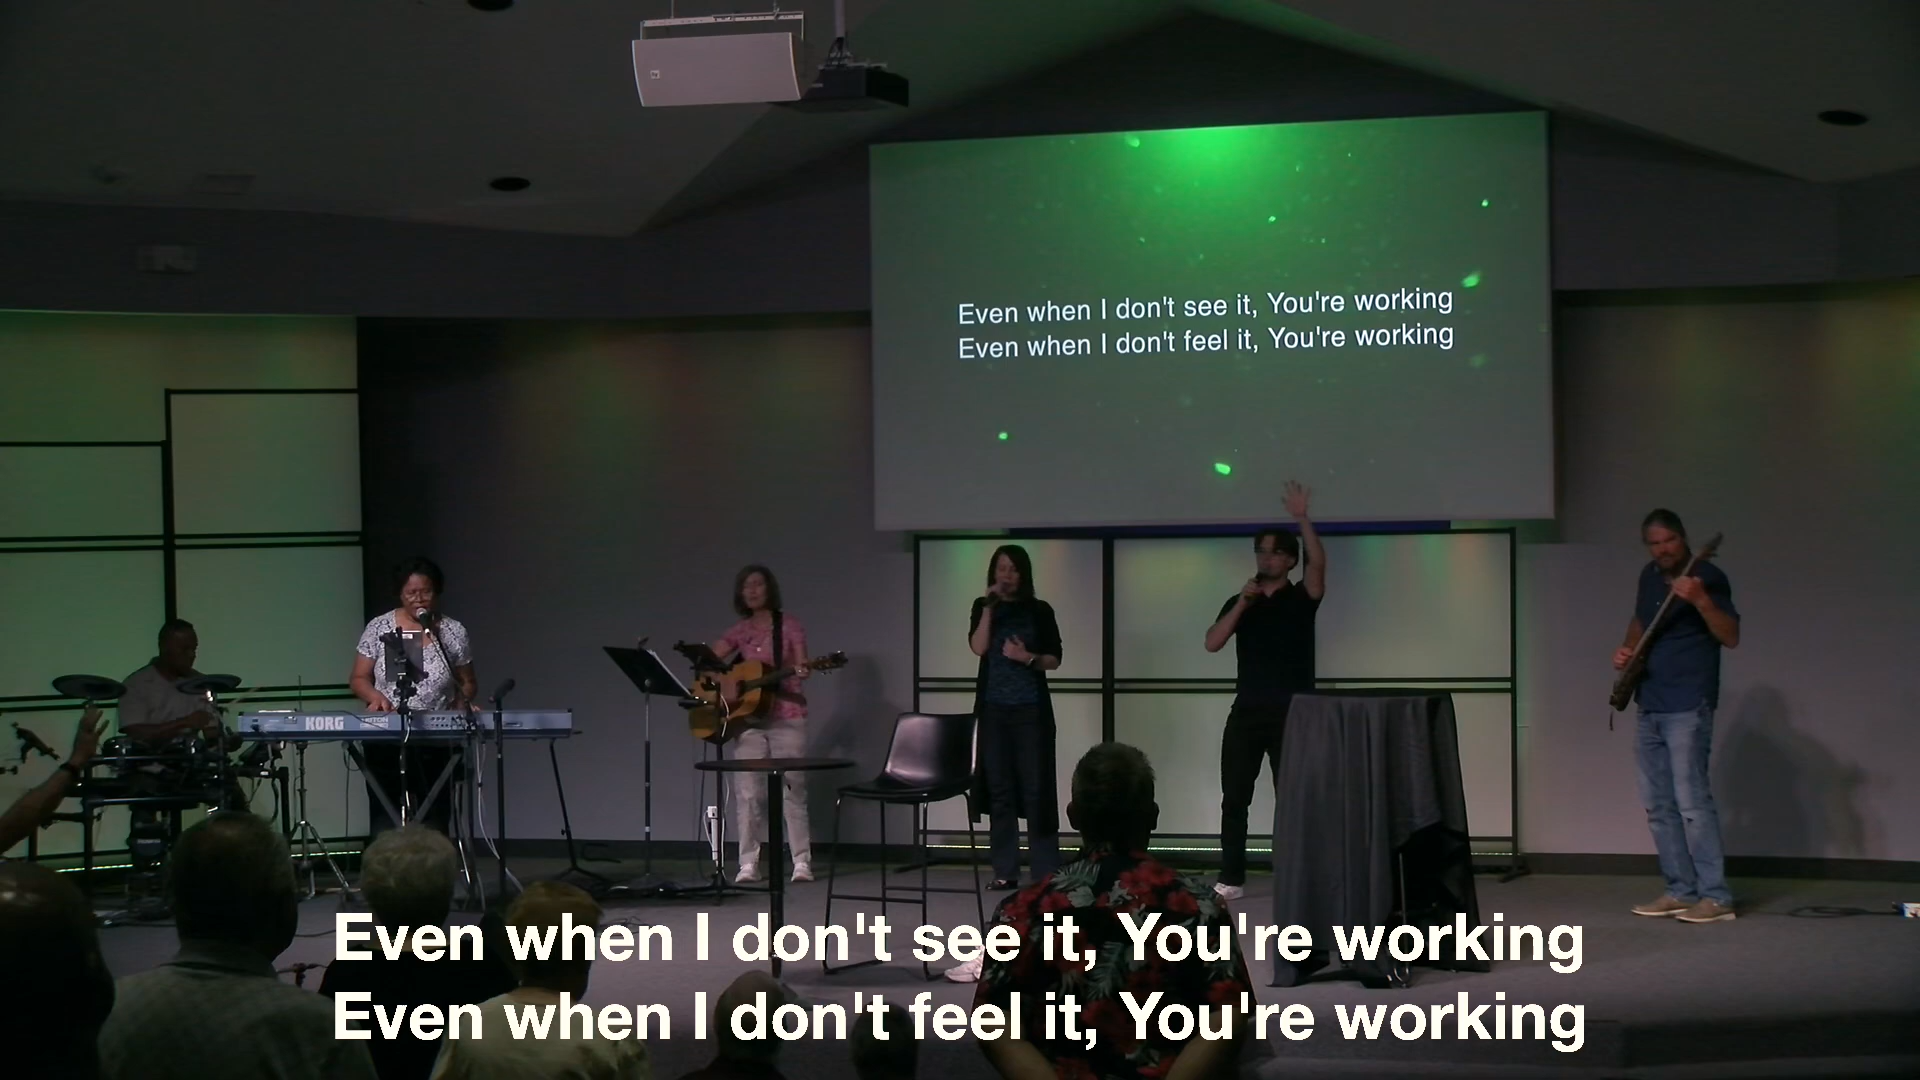 Even when I don't see it, You're working
Even when I don't feel it, You're working
KORG
TRITON
Even when I don't see it, You're working
Even when I don't feel it, You're working